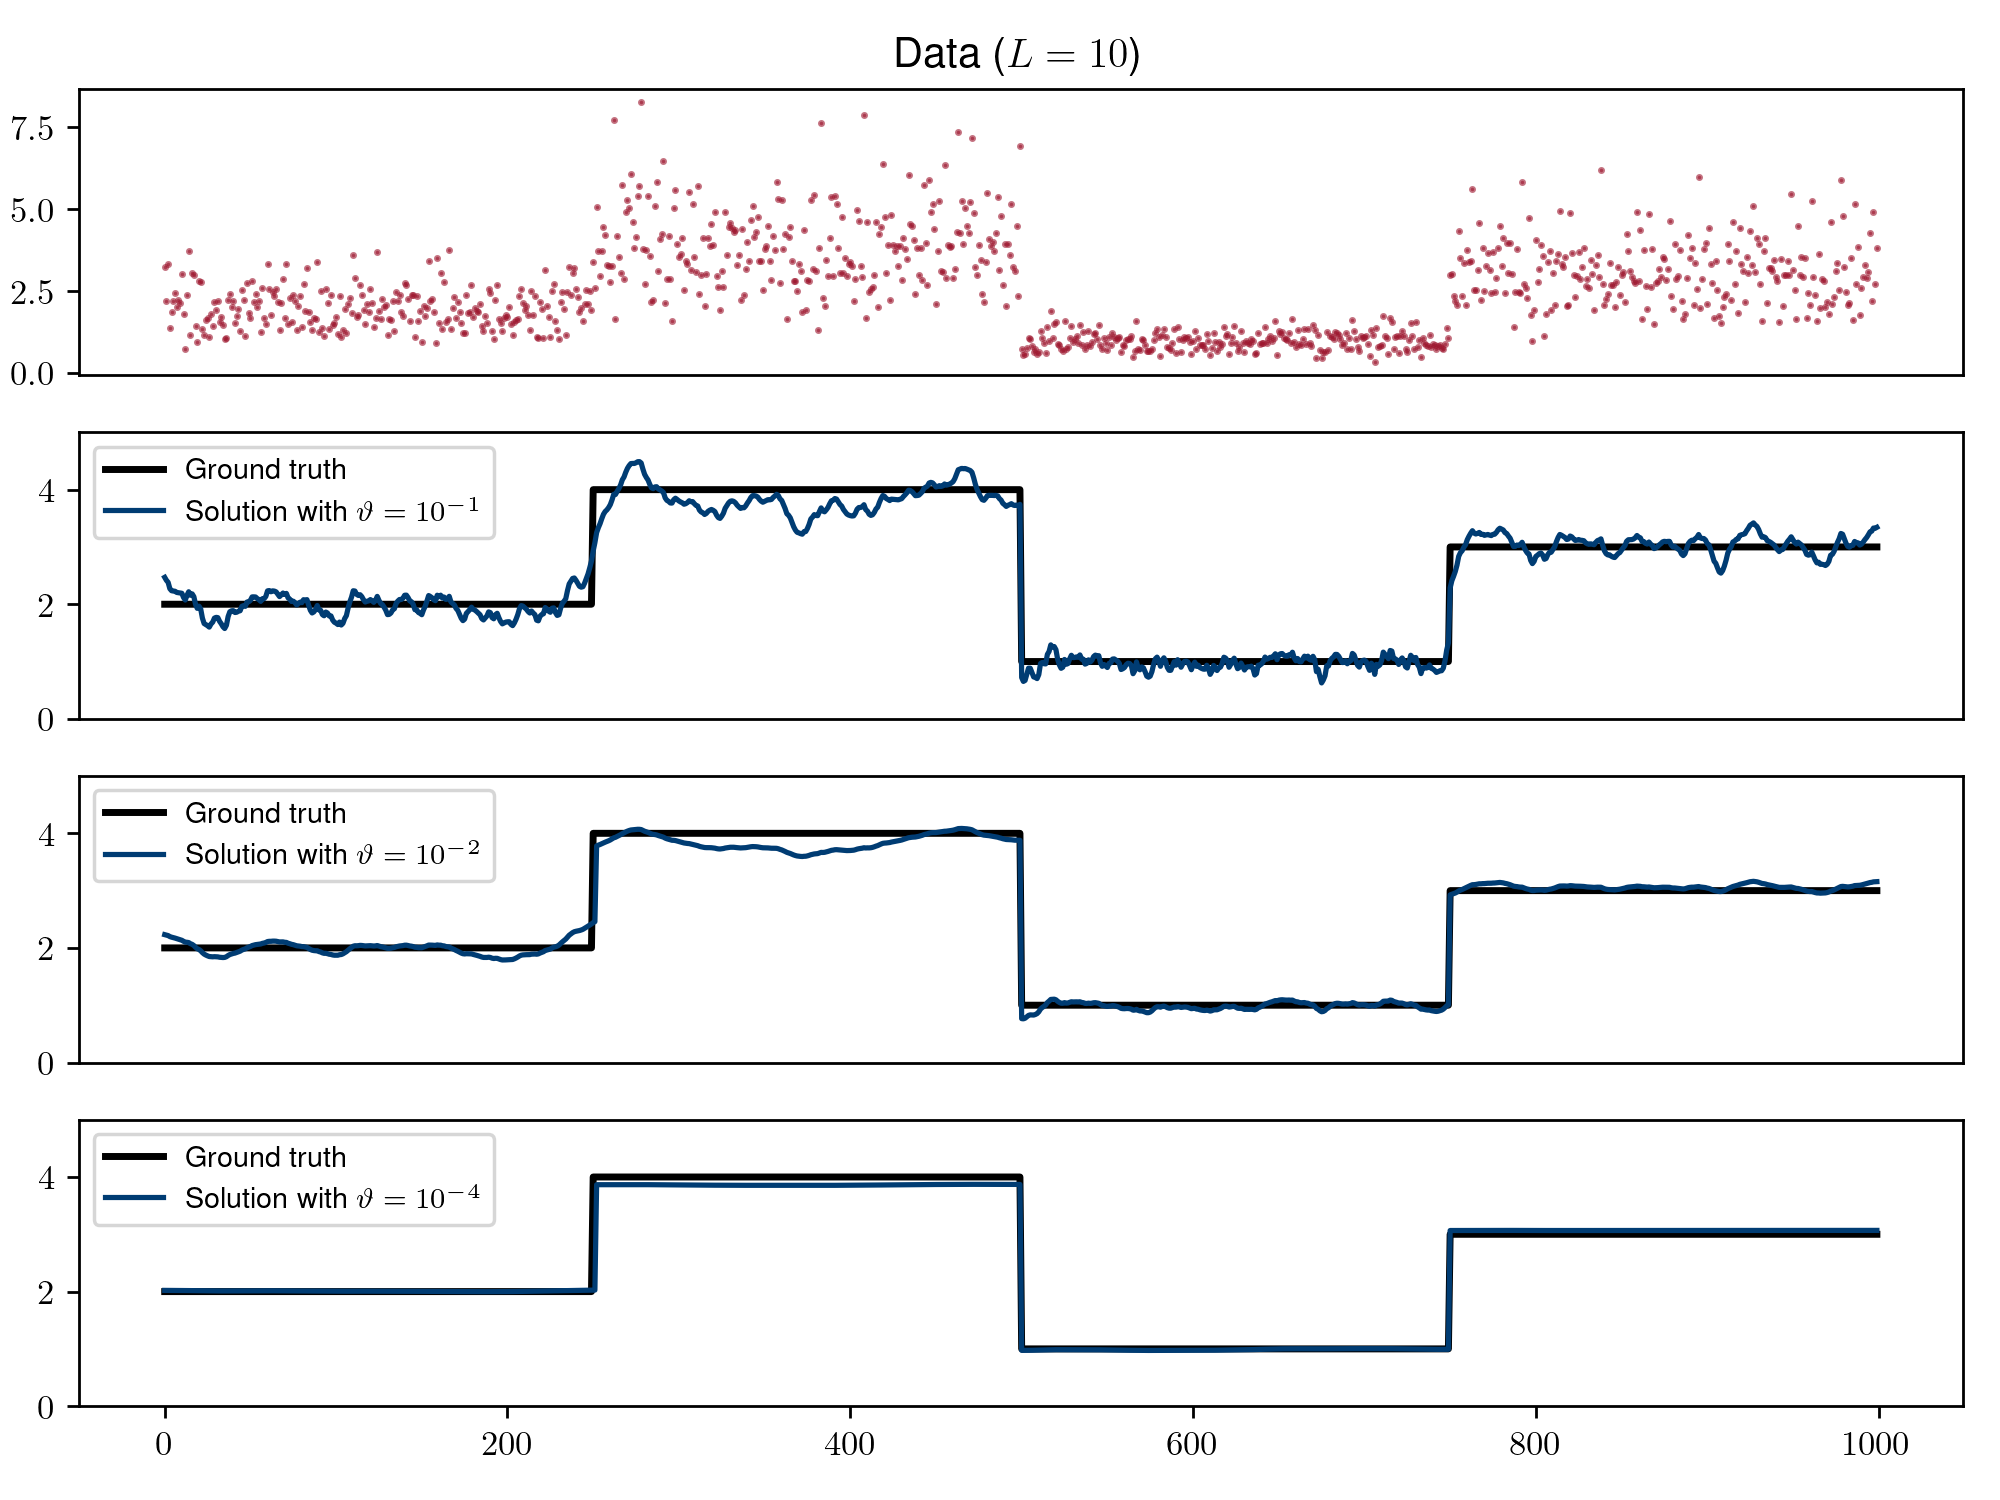 Data (L = 10)
7.5
5.0
2.5
0.0
Ground truth
Solution with ϑ = 10⁻¹
4
2
0
Ground truth
Solution with ϑ = 10⁻²
4
2
0
Ground truth
Solution with ϑ = 10⁻⁴
4
2
0
0 200 400 600 800 1000